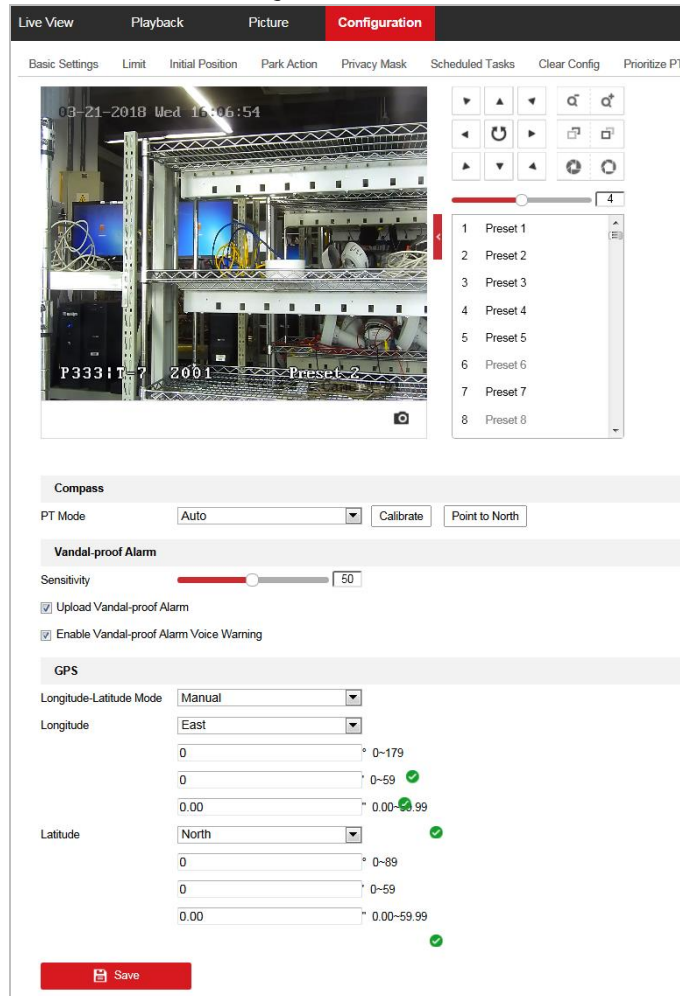 Live View Playback Picture Configuration
Basic Settings Limit Initial Position Park Action Privacy Mask Scheduled Tasks Clear Config Prioritize PT
03-21-2018 Wed 16:06:54
4
1 Preset 1
2 Preset 2
3 Preset 3
4 Preset 4
5 Preset 5
6 Preset 6
7 Preset 7
8 Preset 8
P333 T-7 2001 Preset 2
Compass
PT Mode Auto Calibrate Point to North
Vandal-proof Alarm
Sensitivity 50
Upload Vandal-proof Alarm
Enable Vandal-proof Alarm Voice Warning
GPS
Longitude-Latitude Mode Manual
Longitude East
0 ° 0~179
0 ' 0~59
0.00 " 0.00~59.99
Latitude North
0 ° 0~89
0 ' 0~59
0.00 " 0.00~59.99
Save